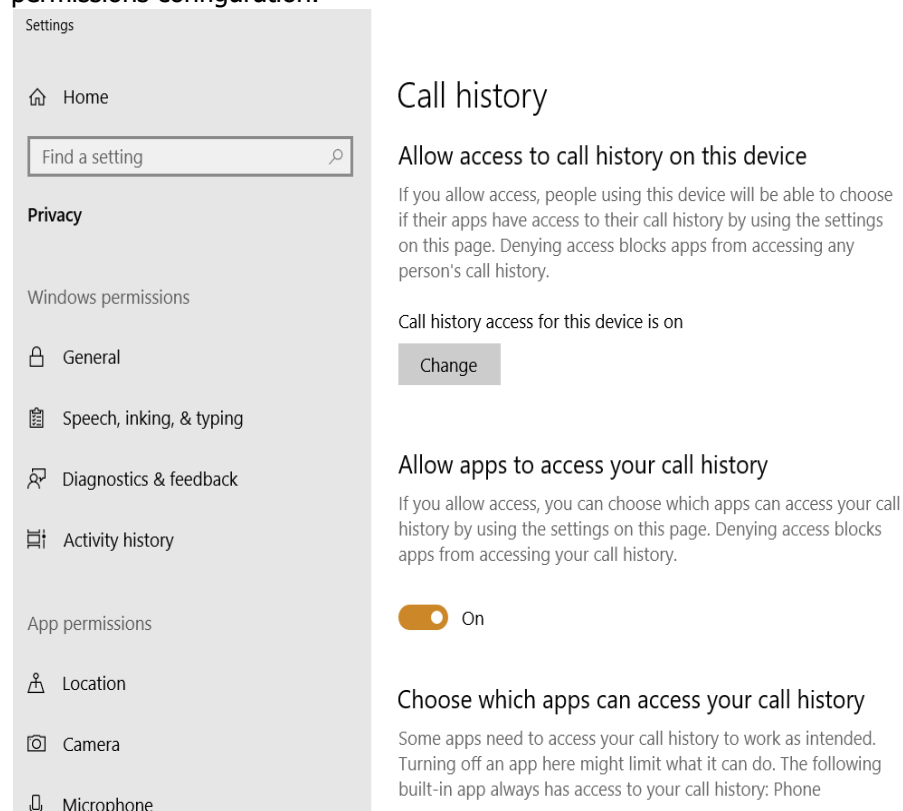 permissions configuration.
Settings
Home
Find a setting
Privacy
Windows permissions
General
Speech, inking, & typing
Diagnostics & feedback
Activity history
App permissions
Location
Camera
Microphone
Call history
Allow access to call history on this device
If you allow access, people using this device will be able to choose
if their apps have access to their call history by using the settings
on this page. Denying access blocks apps from accessing any
person's call history.
Call history access for this device is on
Change
Allow apps to access your call history
If you allow access, you can choose which apps can access your call
history by using the settings on this page. Denying access blocks
apps from accessing your call history.
On
Choose which apps can access your call history
Some apps need to access your call history to work as intended.
Turning off an app here might limit what it can do. The following
built-in app always has access to your call history: Phone